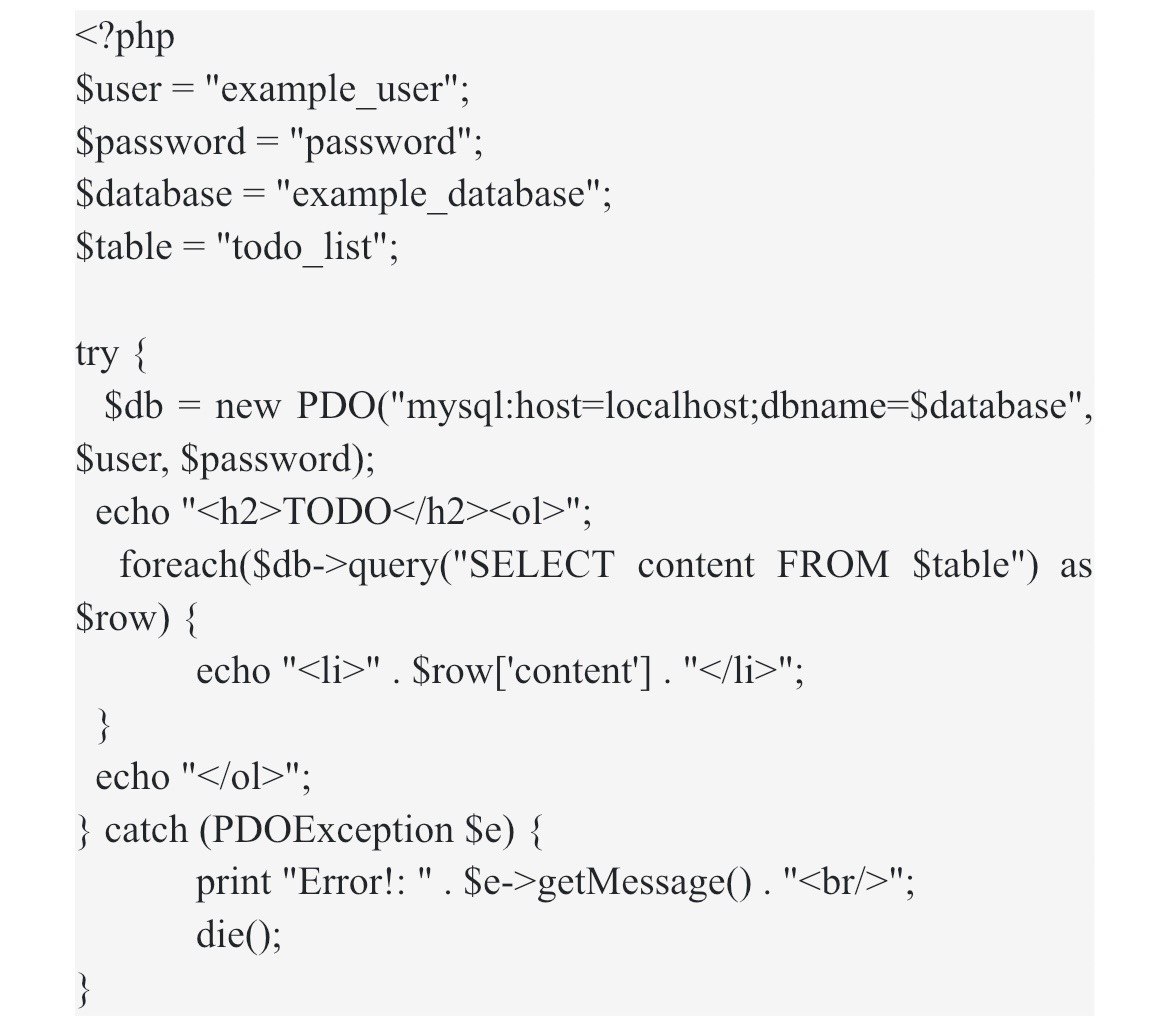 <?php
$user = "example_user";
$password = "password";
$database = "example_database";
$table = "todo_list";
try {
$db = new PDO("mysql:host=localhost;dbname=$database",
$user, $password);
echo "<h2>TODO</h2><ol>";
foreach($db->query("SELECT content FROM $table") as
$row) {
echo "<li>" . $row['content'] . "</li>";
}
echo "</ol>";
} catch (PDOException $e) {
print "Error!: " . $e->getMessage() . "<br/>";
die();
}